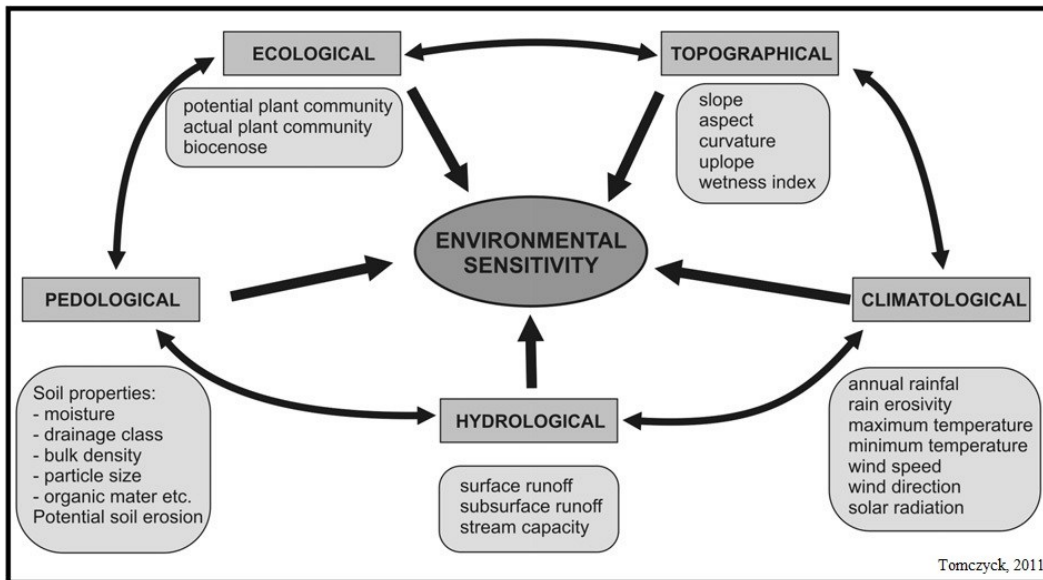 ECOLOGICAL
potential plant community
actual plant community
biocenose
TOPOGRAPHICAL
slope
aspect
curvature
uplope
wetness index
ENVIRONMENTAL
SENSITIVITY
PEDOLOGICAL
Soil properties:
- moisture
- drainage class
- bulk density
- particle size
- organic mater etc.
Potential soil erosion
HYDROLOGICAL
surface runoff
subsurface runoff
stream capacity
CLIMATOLOGICAL
annual rainfal
rain erosivity
maximum temperature
minimum temperature
wind speed
wind direction
solar radiation
Tomczyck, 2011